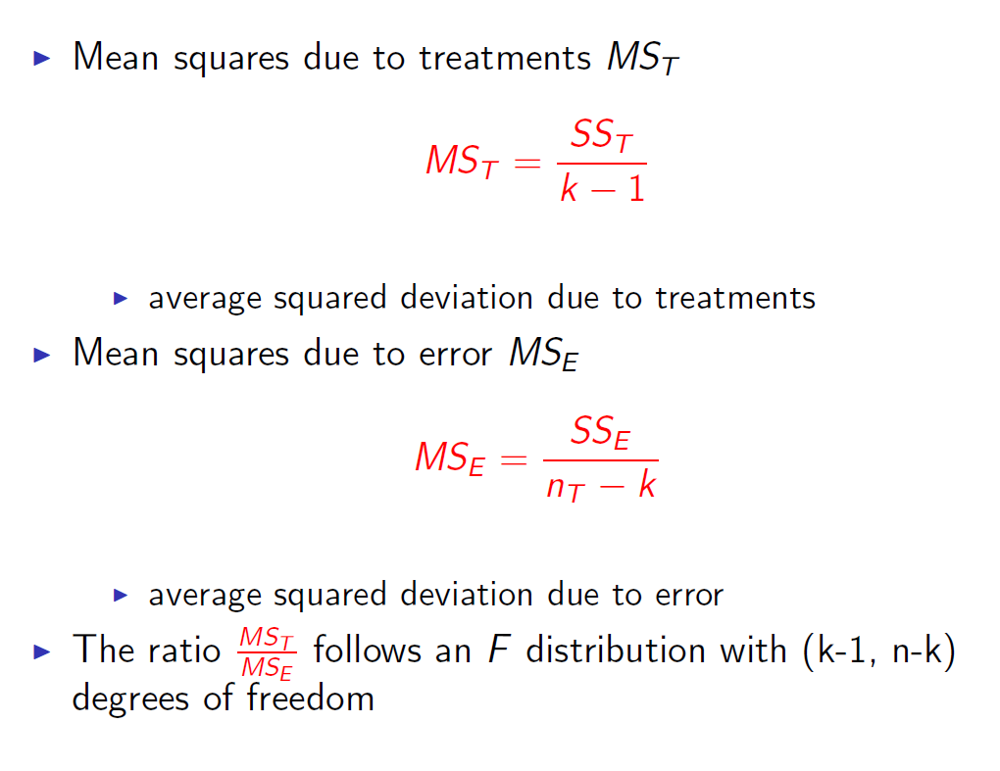 ▶ Mean squares due to treatments MS_T
MS_T = \frac{SS_T}{k − 1}
▶ average squared deviation due to treatments
▶ Mean squares due to error MS_E
MS_E = \frac{SS_E}{n_T − k}
▶ average squared deviation due to error
▶ The ratio \frac{MS_T}{MS_E} follows an F distribution with (k-1, n-k)
degrees of freedom